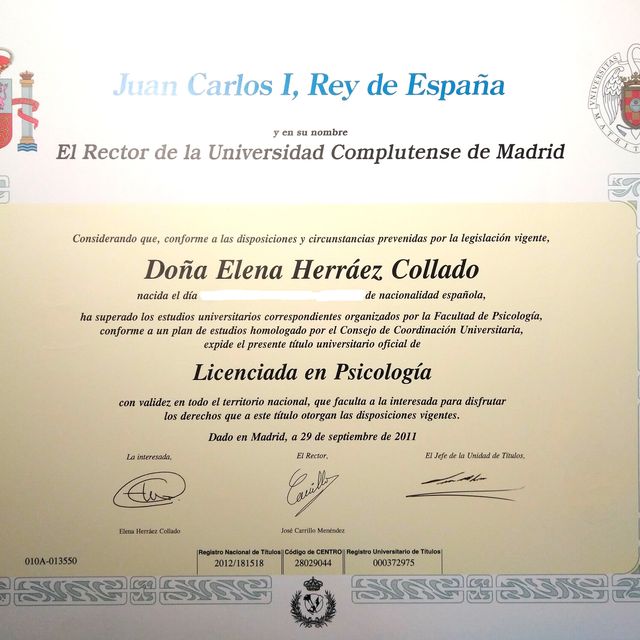 Juan Carlos I, Rey de España
y en su nombre
El Rector de la Universidad Complutense de Madrid
Considerando que, conforme a las disposiciones y circunstancias prevenidas por la legislación vigente,
Doña Elena Herráez Collado
nacida el día de nacionalidad española,
ha superado los estudios universitarios correspondientes organizados por la Facultad de Psicología,
conforme a un plan de estudios homologado por el Consejo de Coordinación Universitaria,
expide el presente título universitario oficial de
Licenciada en Psicología
con validez en todo el territorio nacional, que faculta a la interesada para disfrutar
los derechos que a este título otorgan las disposiciones vigentes.
Dado en Madrid, a 29 de septiembre de 2011
La interesada, El Rector, El Jefe de la Unidad de Títulos,
Carrillo
Elena Herráez Collado José Carrillo Menéndez
010A-013550
Registro Nacional de Títulos Código de CENTRO Registro Universitario de Títulos
2012/181518 28029044 000372975